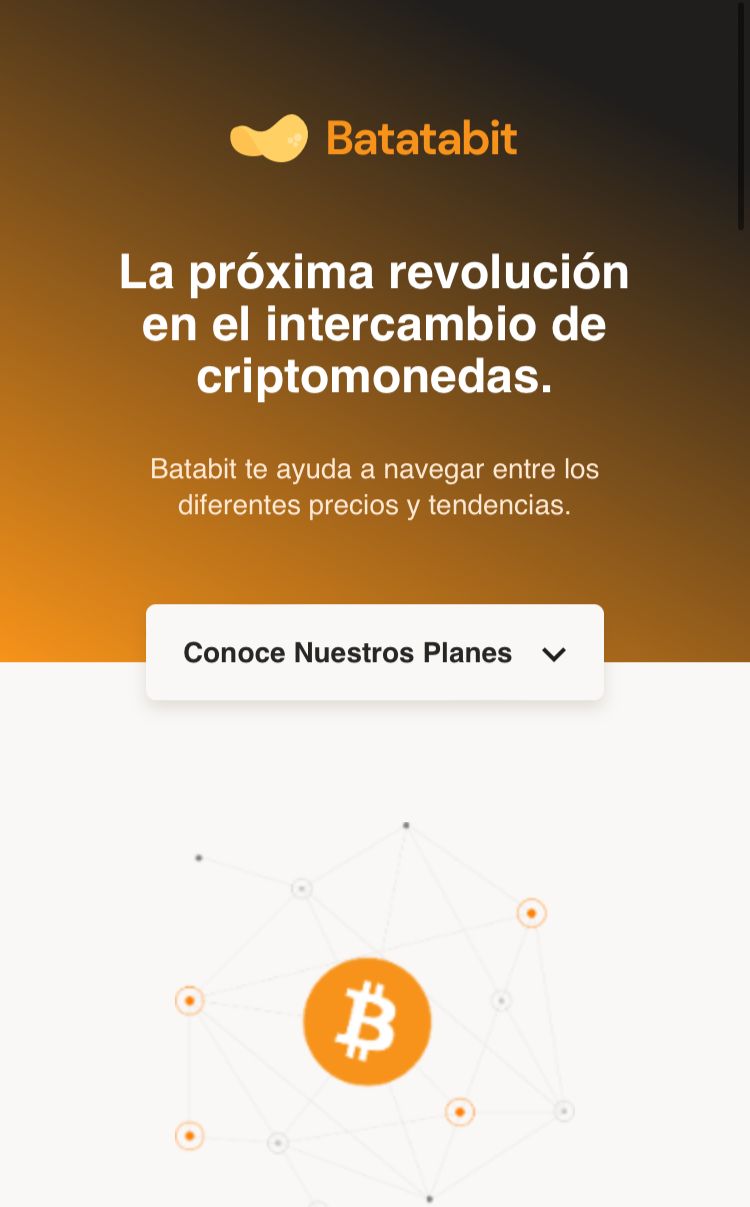 Batatabit
La próxima revolución
en el intercambio de
criptomonedas.
Batabit te ayuda a navegar entre los
diferentes precios y tendencias.
Conoce Nuestros Planes